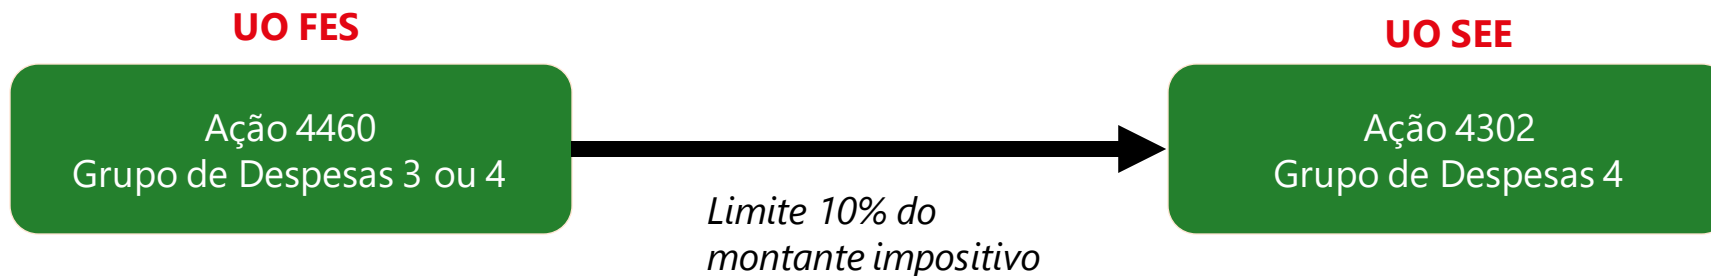 UO FES
Ação 4460
Grupo de Despesas 3 ou 4
Limite 10% do
montante impositivo
UO SEE
Ação 4302
Grupo de Despesas 4